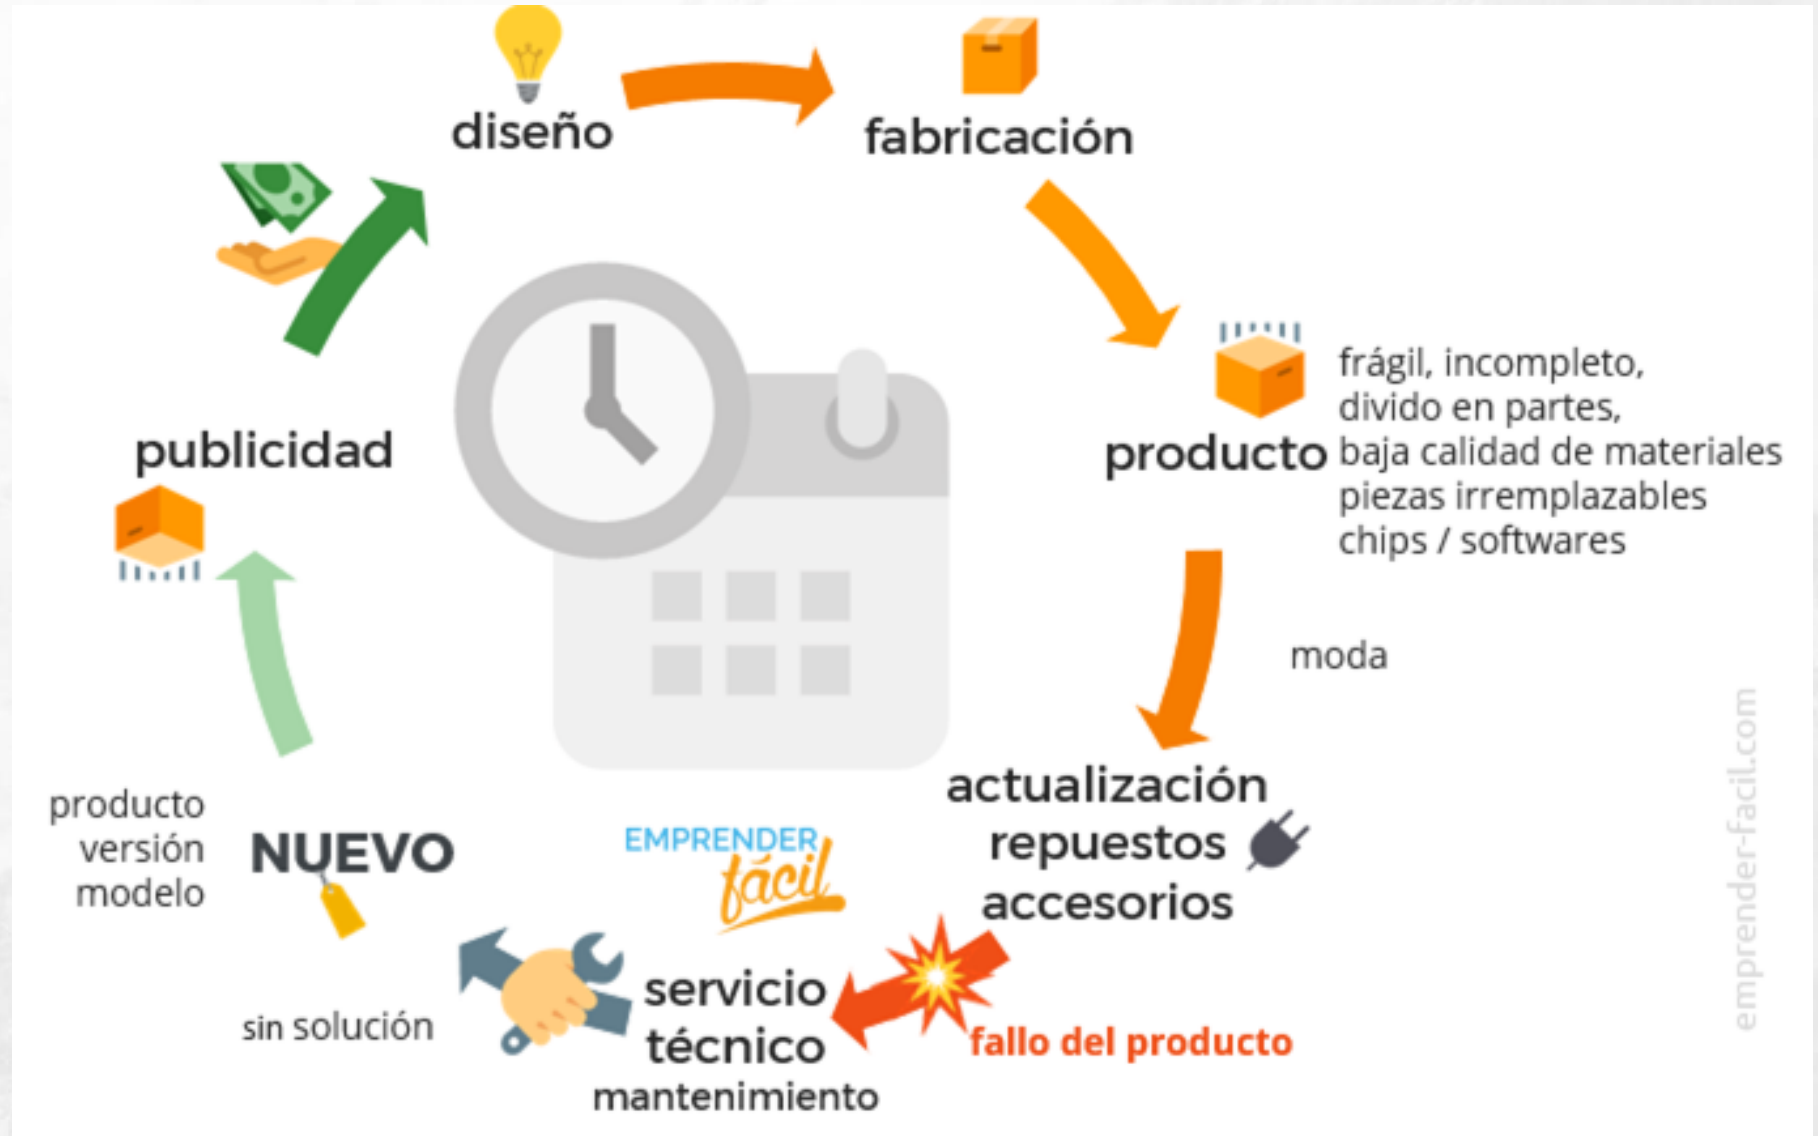 diseño
fabricación
producto
frágil, incompleto,
divido en partes,
baja calidad de materiales
piezas irremplazables
chips / softwares
moda
actualización
repuestos
accesorios
fallo del producto
servicio
técnico
mantenimiento
sin solución
NUEVO
producto
versión
modelo
publicidad
EMPRENDER
fácil
emprender-facil.com